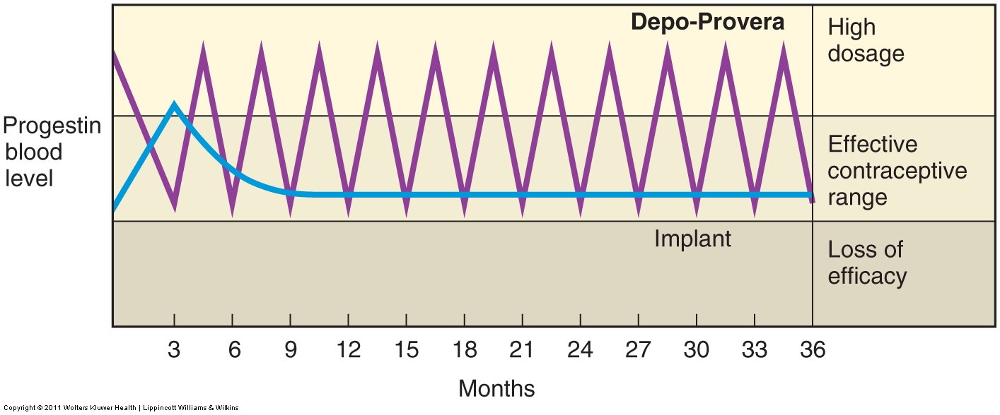 Depo-Provera
High
dosage
Progestin
blood
level
Effective
contraceptive
range
Implant
Loss of
efficacy
3 6 9 12 15 18 21 24 27 30 33 36
Months
Copyright © 2011 Wolters Kluwer Health | Lippincott Williams & Wilkins